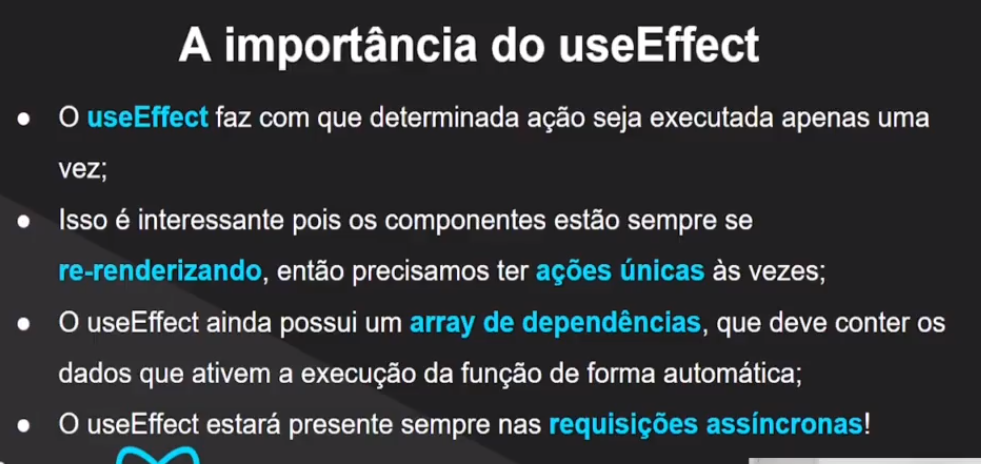 A importância do useEffect
● O useEffect faz com que determinada ação seja executada apenas uma
vez;
● Isso é interessante pois os componentes estão sempre se
re-renderizando, então precisamos ter ações únicas às vezes;
● O useEffect ainda possui um array de dependências, que deve conter os
dados que ativem a execução da função de forma automática;
● O useEffect estará presente sempre nas requisições assíncronas!